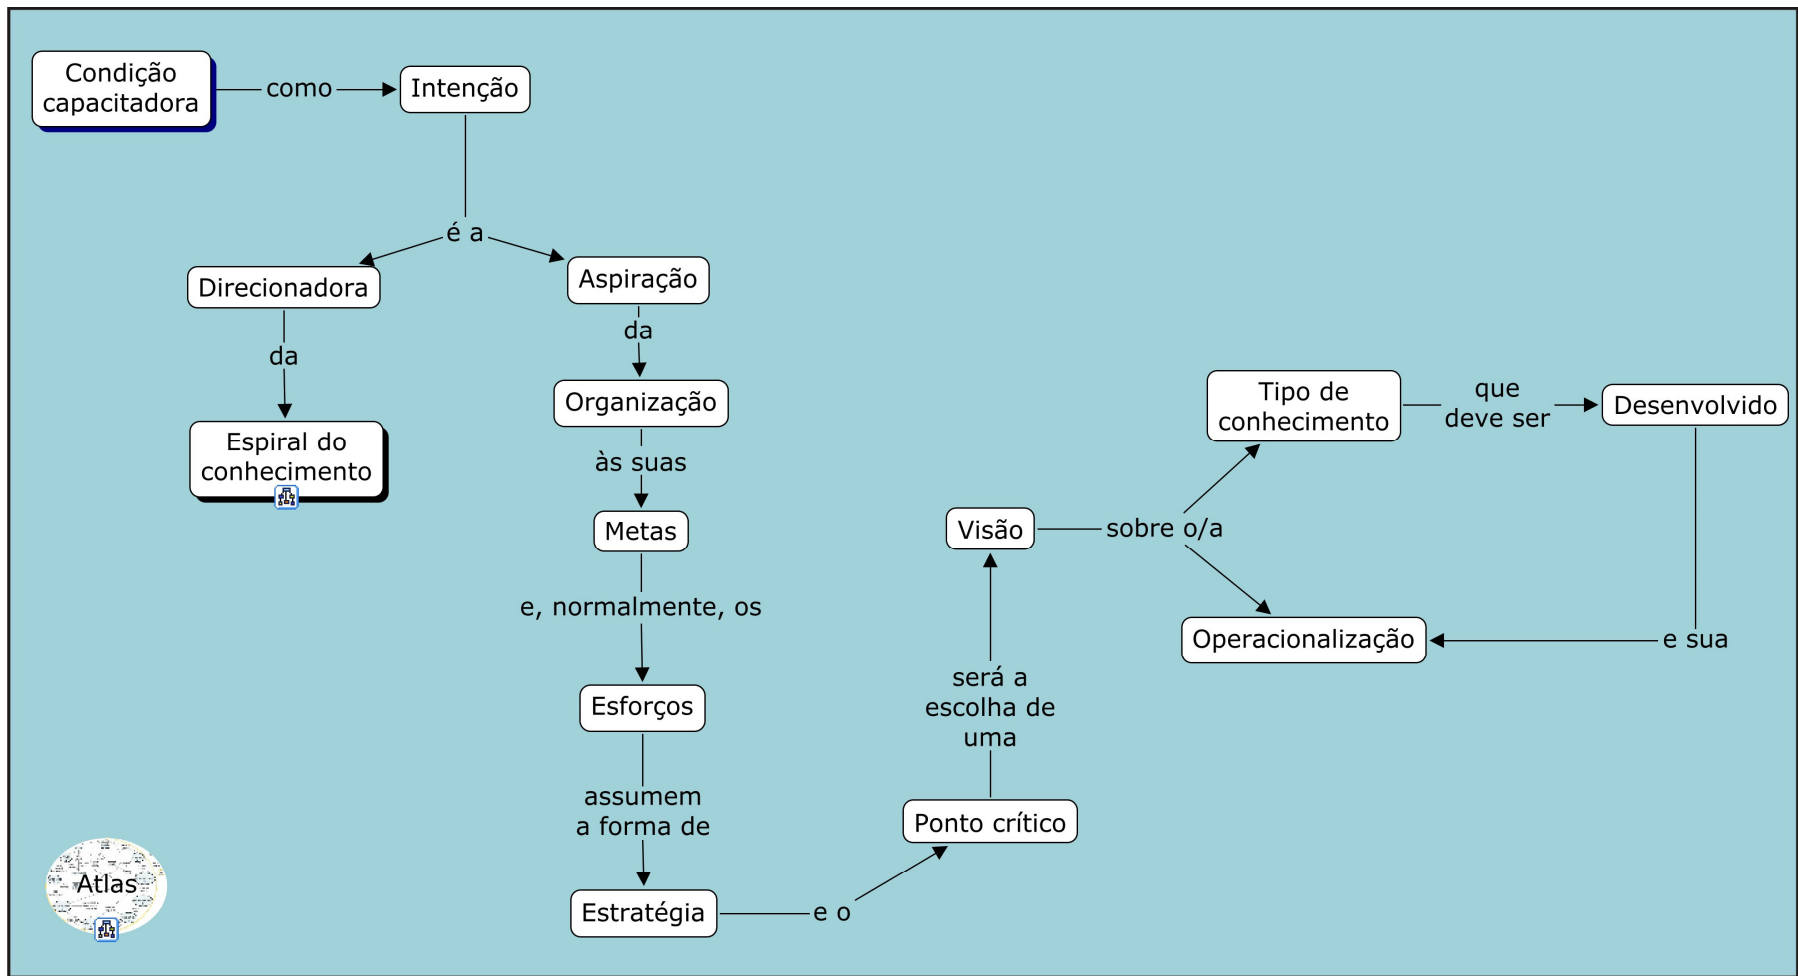 Condição
capacitadora
como
Intenção
é a
Direcionadora
da
Espiral do
conhecimento
Aspiração
da
Organização
às suas
Metas
e, normalmente, os
Esforços
assumem
a forma de
Estratégia
e o
Ponto crítico
será a
escolha de
uma
Visão
sobre o/a
Tipo de
conhecimento
que
deve ser
Desenvolvido
e sua
Operacionalização
Atlas